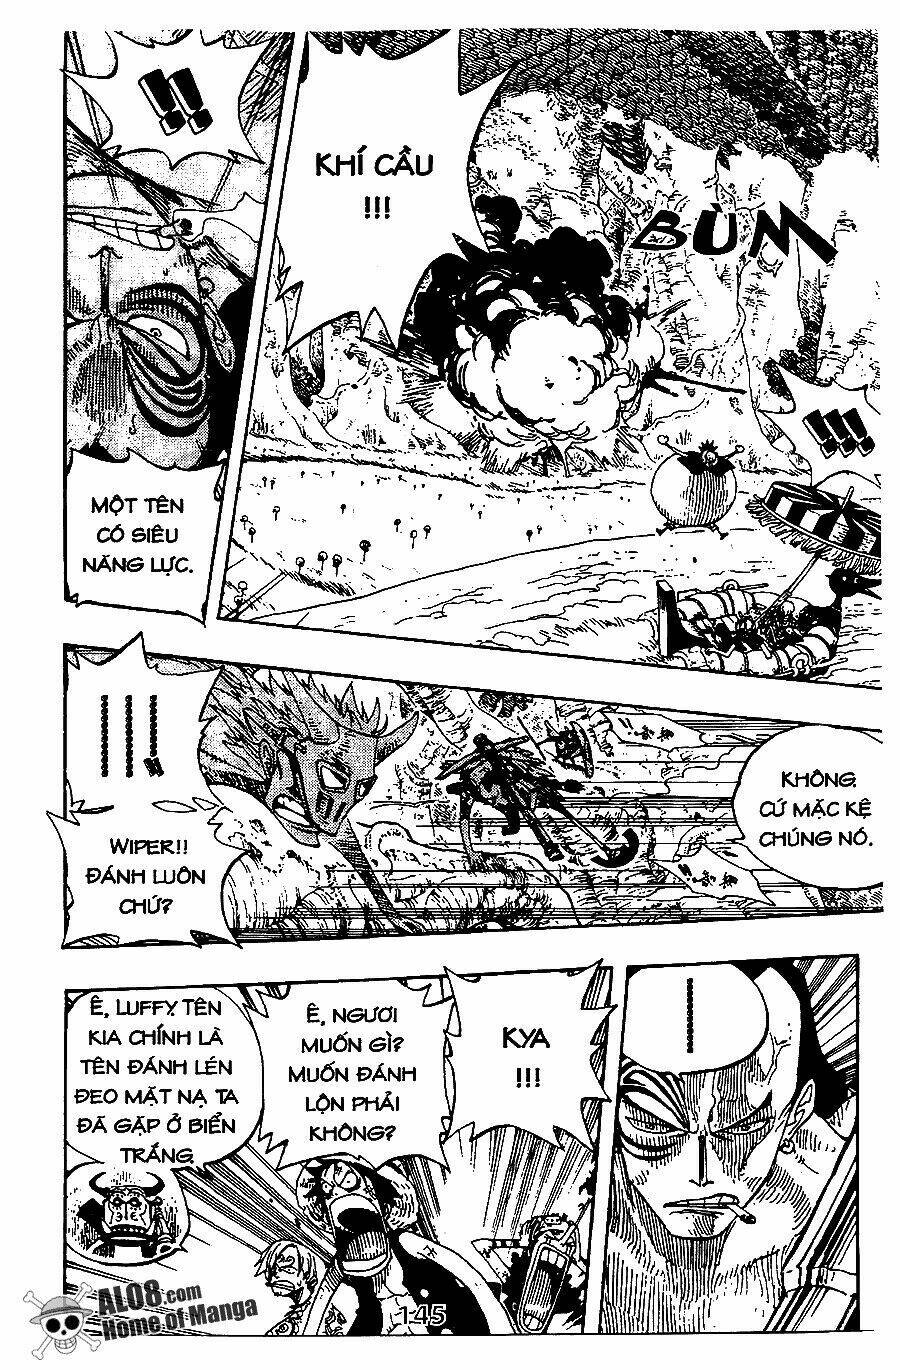 KHÍ CẦU
!!!
BÙM
!!!
!!
MỘT TÊN
CÓ SIÊU
NĂNG LỰC.
KHÔNG.
CỨ MẶC KỆ
CHÚNG NÓ.
WIPER!!
ĐÁNH LUÔN
CHỨ?
KYA
!!!
Ê, NGƯƠI
MUỐN GÌ?
MUỐN ĐÁNH
LỘN PHẢI
KHÔNG?
Ê, LUFFY. TÊN
KIA CHÍNH LÀ
TÊN ĐÁNH LÉN
ĐEO MẶT NẠ TA
ĐÃ GẶP Ở BIỂN
TRẮNG.
145
ALO8.com
Home of Manga